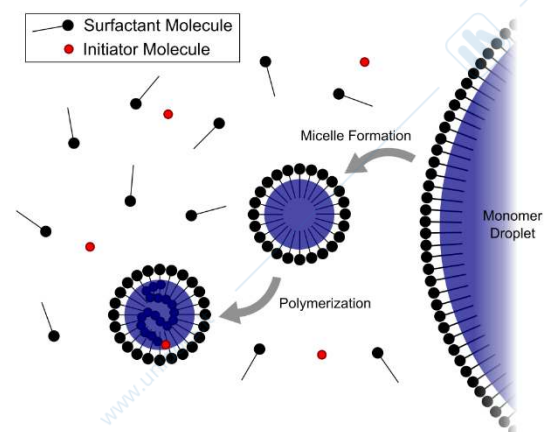 Surfactant Molecule
Initiator Molecule
Micelle Formation
Monomer
Droplet
Polymerization